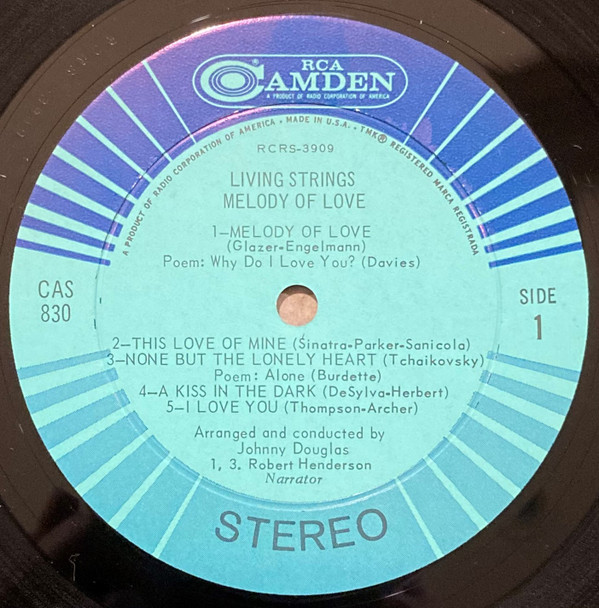 RCA
CAMDEN
A PRODUCT OF RADIO CORPORATION OF AMERICA
A PRODUCT OF RADIO CORPORATION OF AMERICA • MADE IN U.S.A. • TMK® REGISTERED MARCA REGISTRADA
RCRS-3909
LIVING STRINGS
MELODY OF LOVE
1—MELODY OF LOVE
(Glazer-Engelmann)
Poem: Why Do I Love You? (Davies)
CAS
830
SIDE
1
2—THIS LOVE OF MINE (Sinatra-Parker-Sanicola)
3—NONE BUT THE LONELY HEART (Tchaikovsky)
Poem: Alone (Burdette)
4—A KISS IN THE DARK (DeSylva-Herbert)
5—I LOVE YOU (Thompson-Archer)
Arranged and conducted by
Johnny Douglas
1, 3. Robert Henderson
Narrator
STEREO